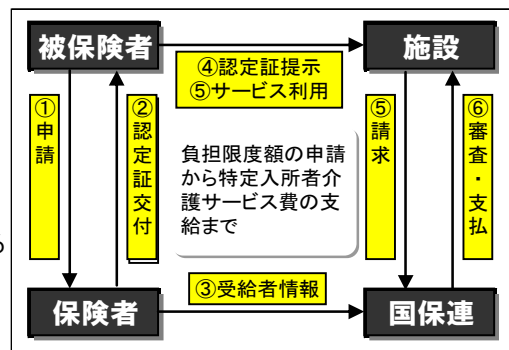 被保険者
施設
④認定証提示
⑤サービス利用
①申請
②認定証交付
負担限度額の申請
から特定入所者介
護サービス費の支
給まで
⑤請求
⑥審査・支払
③受給者情報
保険者
国保連